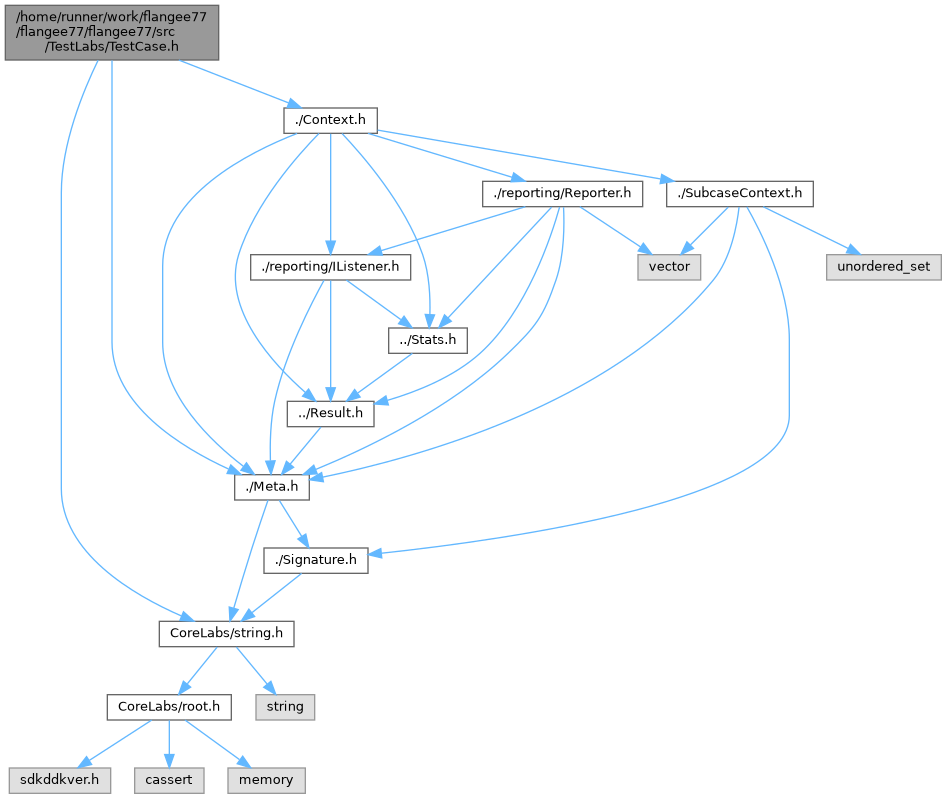 /home/runner/work/flangee77
/flangee77/flangee77/src
/TestLabs/TestCase.h
./Context.h
./reporting/Reporter.h
./SubcaseContext.h
./reporting/IListener.h
vector
unordered_set
../Stats.h
../Result.h
./Meta.h
./Signature.h
CoreLabs/string.h
CoreLabs/root.h
string
sdkddkver.h
cassert
memory